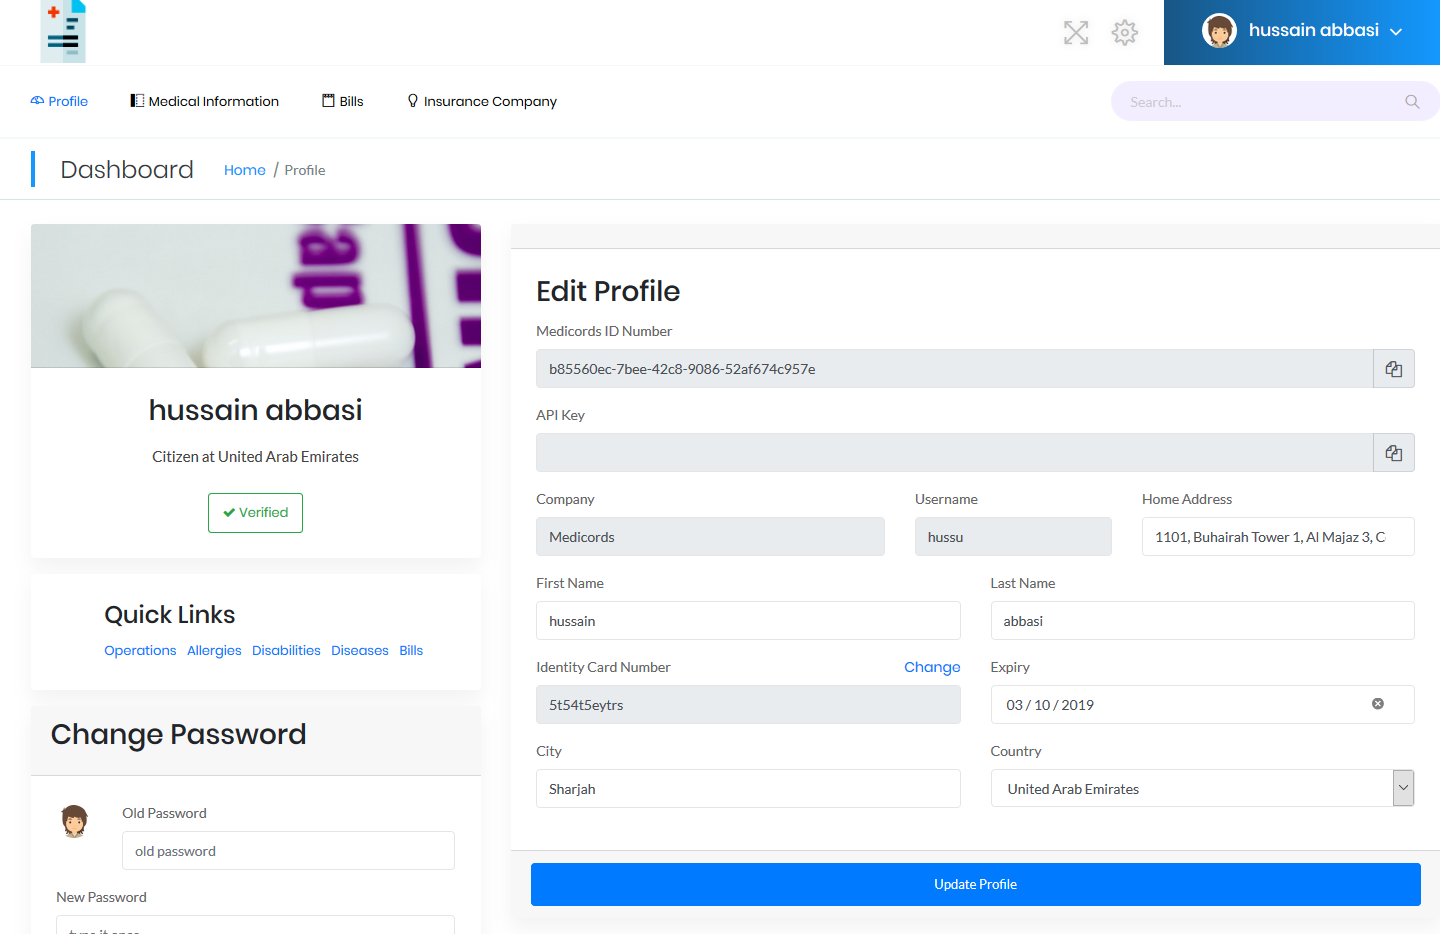 hussain abbasi
Profile
Medical Information
Bills
Insurance Company
Search...
Dashboard
Home / Profile
hussain abbasi
Citizen at United Arab Emirates
Verified
Quick Links
Operations Allergies Disabilities Diseases Bills
Change Password
Old Password
old password
New Password
Edit Profile
Medicords ID Number
b85560ec-7bee-42c8-9086-52af674c957e
API Key
Company
Medicords
Username
hussu
Home Address
1101, Buhairah Tower 1, Al Majaz 3, C
First Name
hussain
Last Name
abbasi
Identity Card Number
Change
5t54t5eytrs
Expiry
03 / 10 / 2019
City
Sharjah
Country
United Arab Emirates
Update Profile